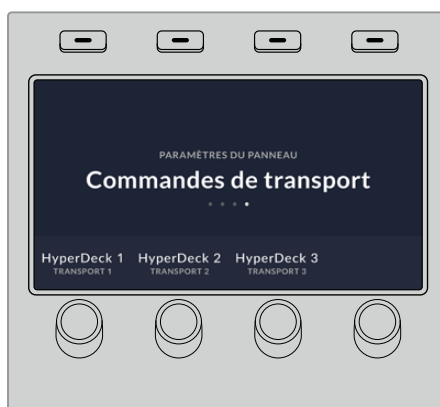 PARAMÈTRES DU PANNEAU
Commandes de transport
HyperDeck 1 HyperDeck 2 HyperDeck 3
TRANSPORT 1 TRANSPORT 2 TRANSPORT 3